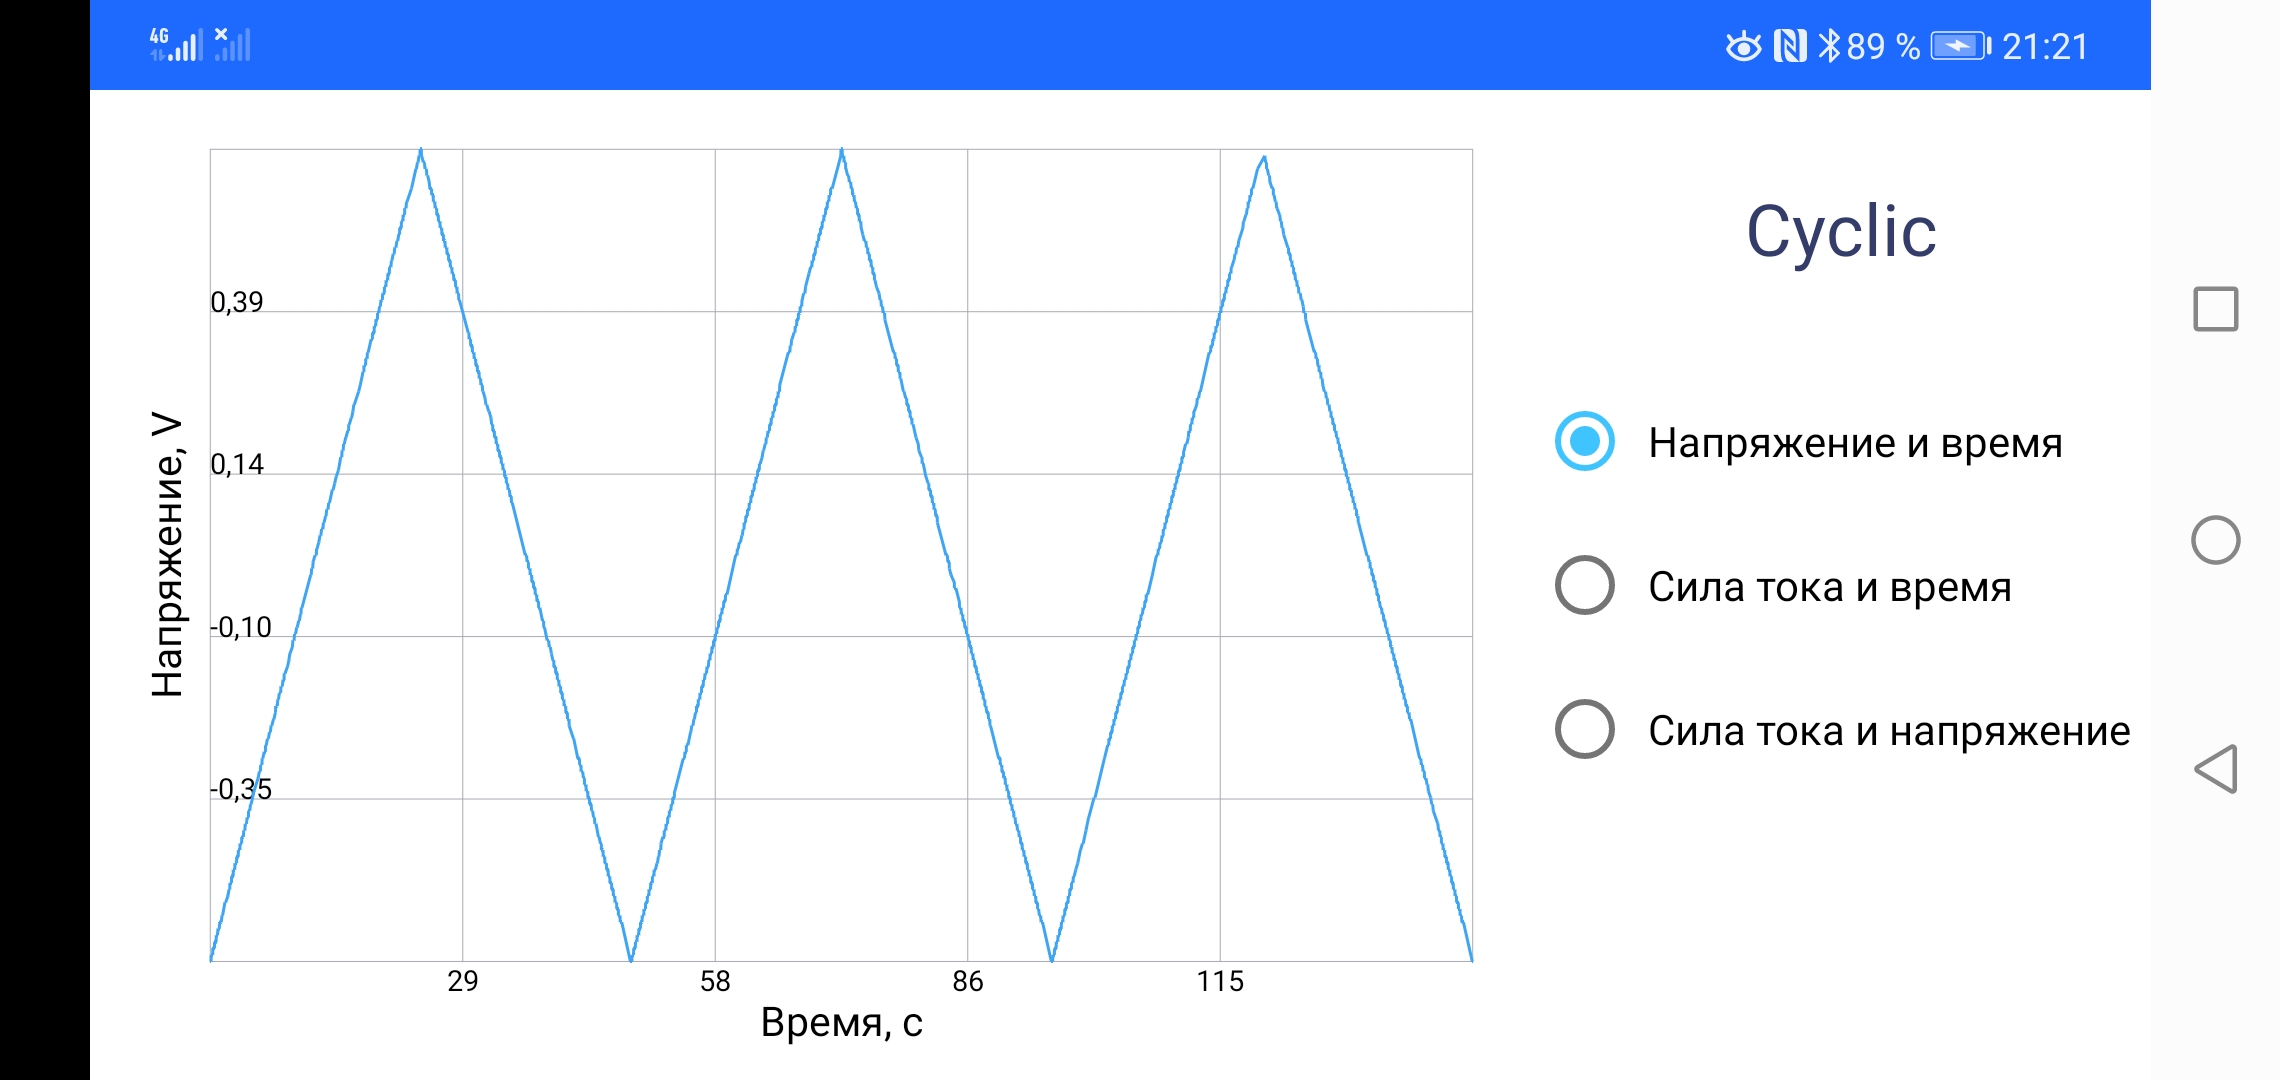 4G
89 %
21:21
Cyclic
0,39
0,14
-0,10
-0,35
Напряжение, V
29
58
86
115
Время, с
Напряжение и время
Сила тока и время
Сила тока и напряжение